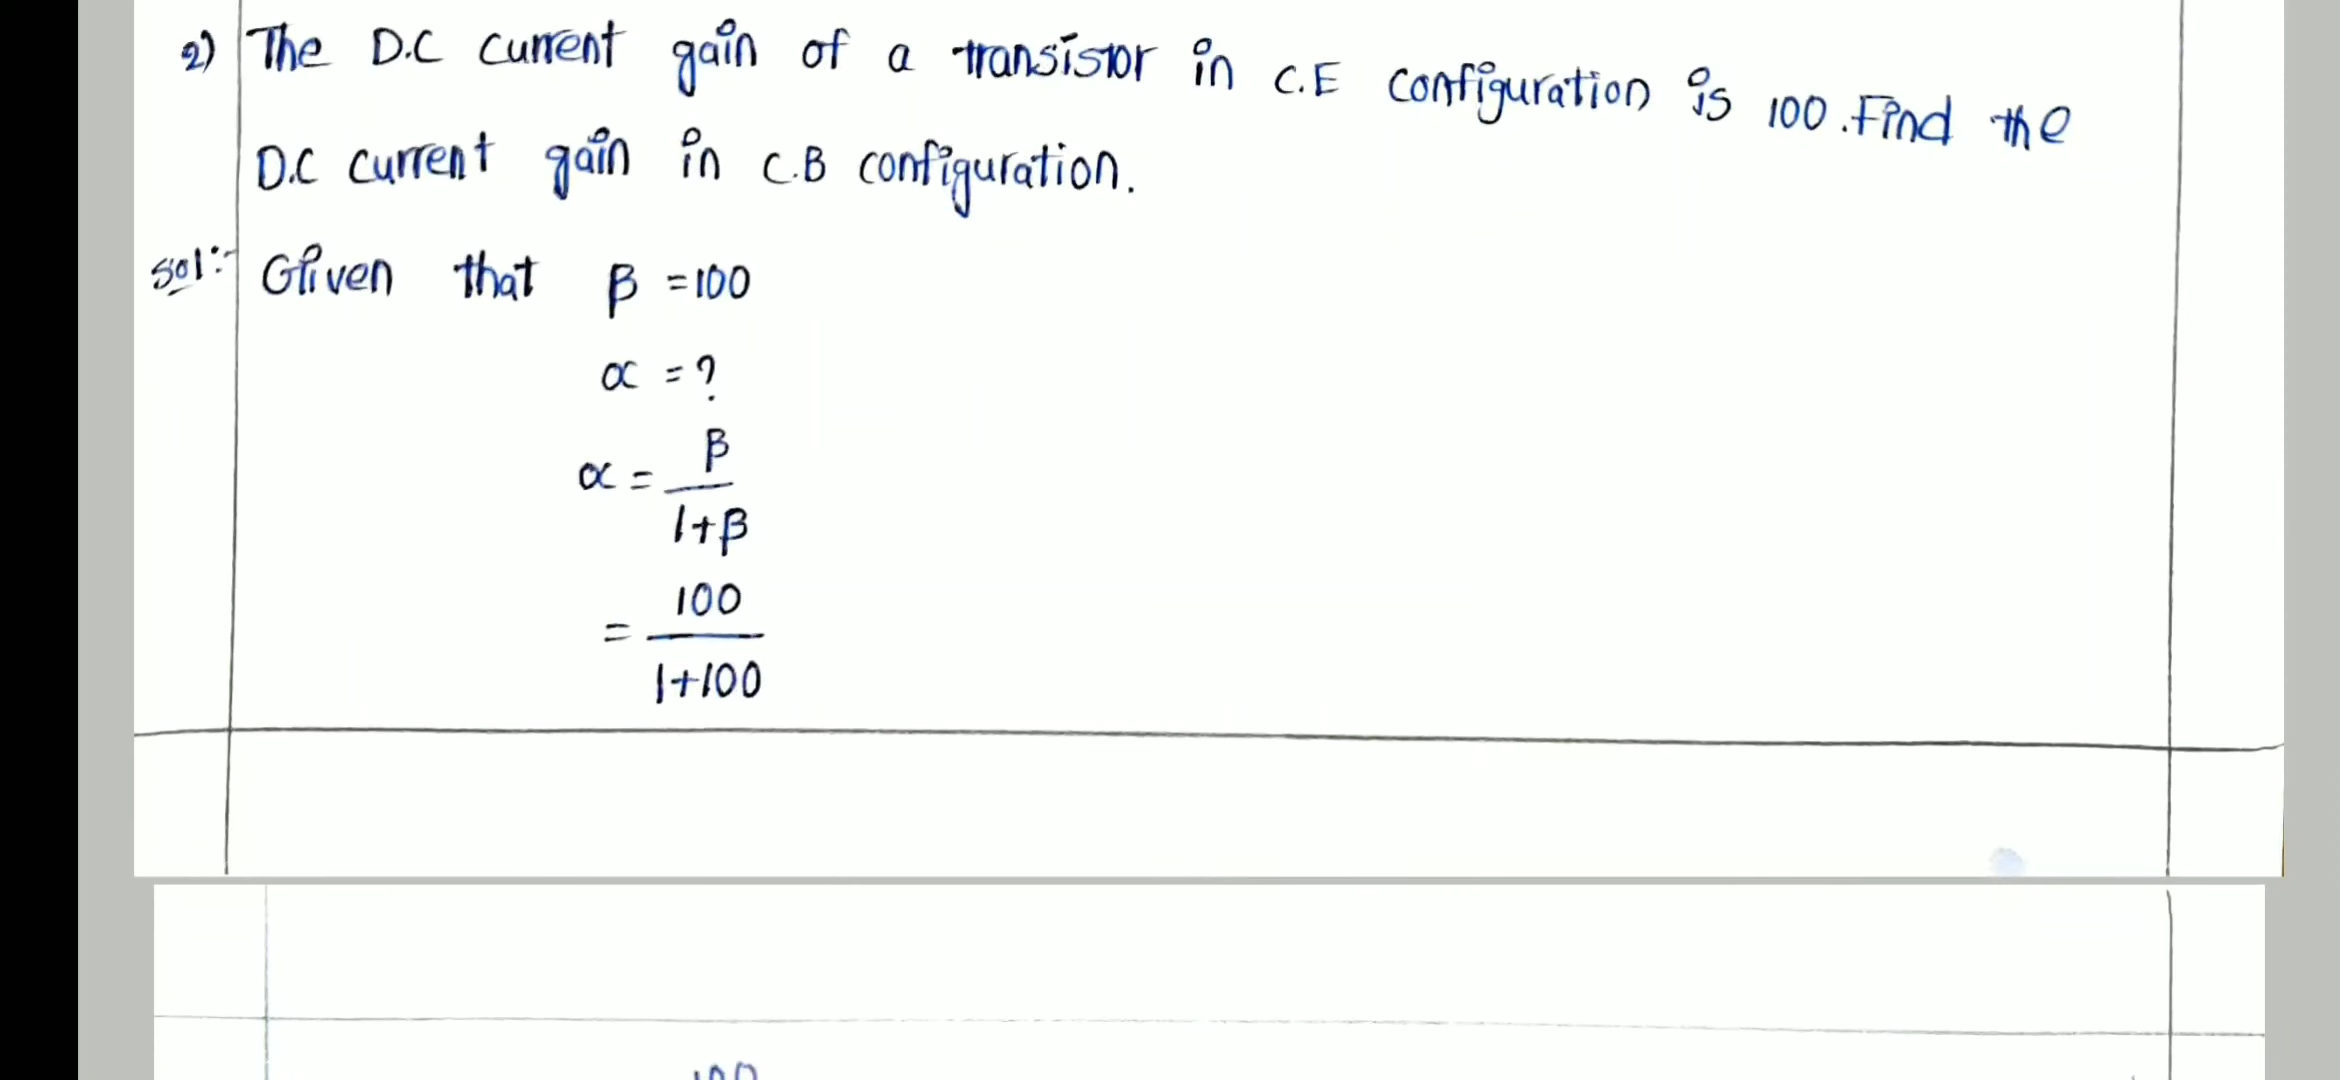 2) The D.C current gain of a transistor in C.E configuration is 100. Find the
D.C current gain in C.B configuration.
Sol:- Given that β = 100
α = ?
α = β / 1+β
= 100 / 1+100